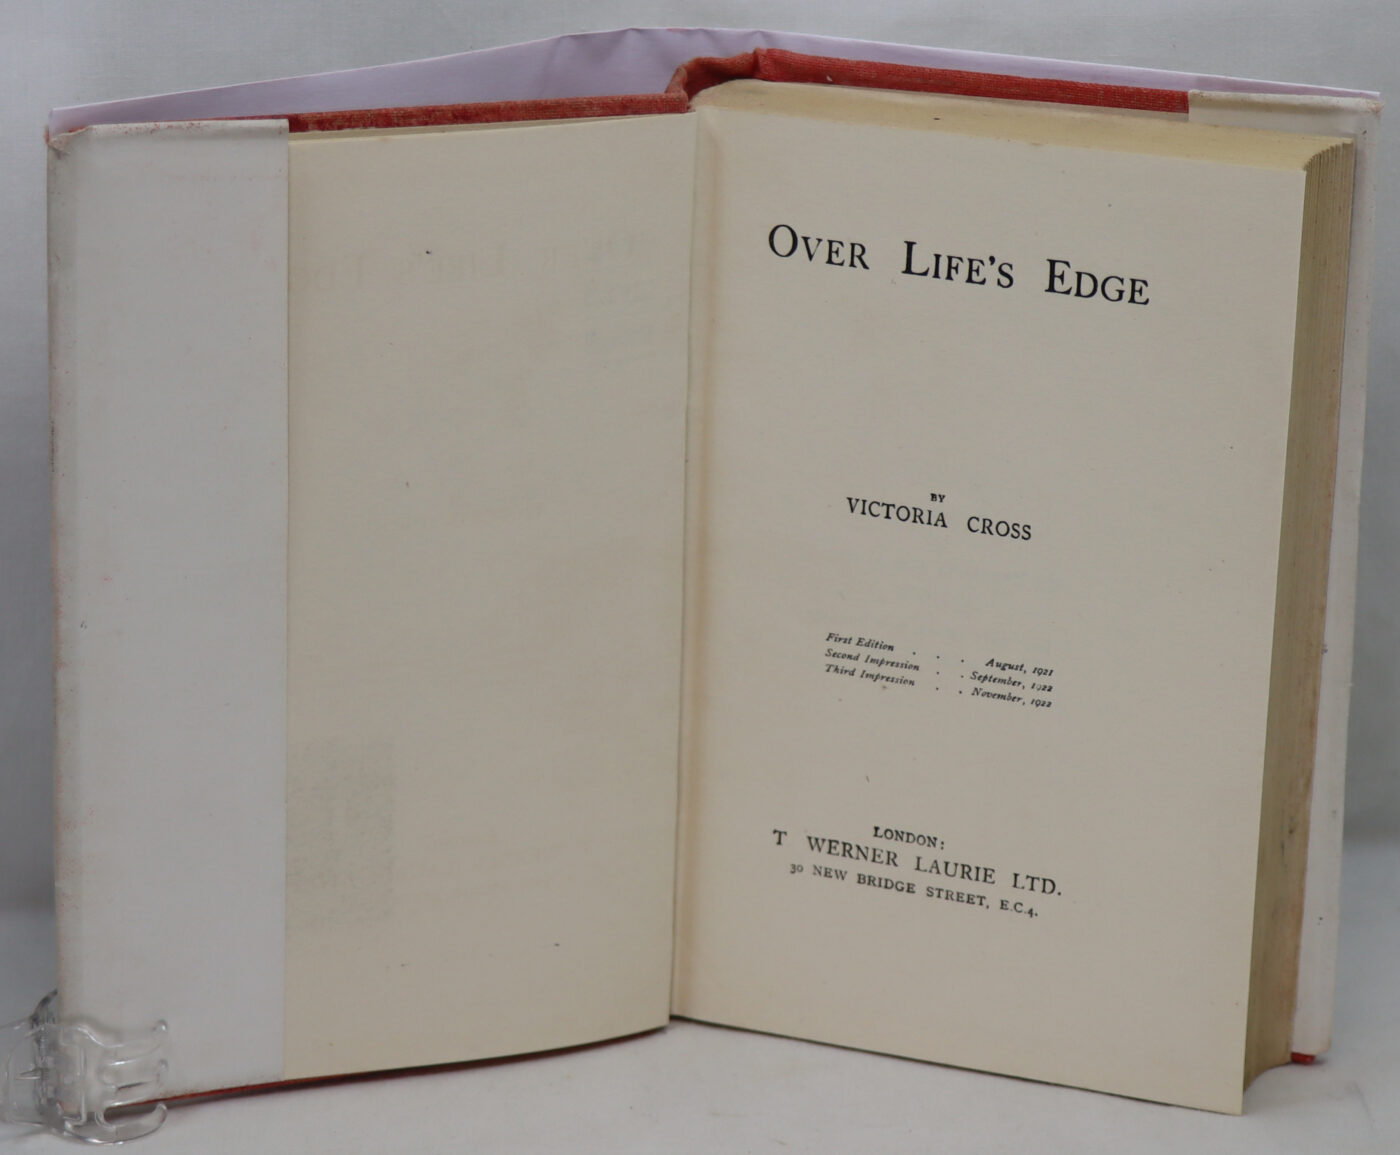 OVER LIFE'S EDGE
BY
VICTORIA CROSS
First Edition . . . August, 1921
Second Impression . . September, 1922
Third Impression . . November, 1922
LONDON:
T WERNER LAURIE LTD.
30 NEW BRIDGE STREET, E.C.4.